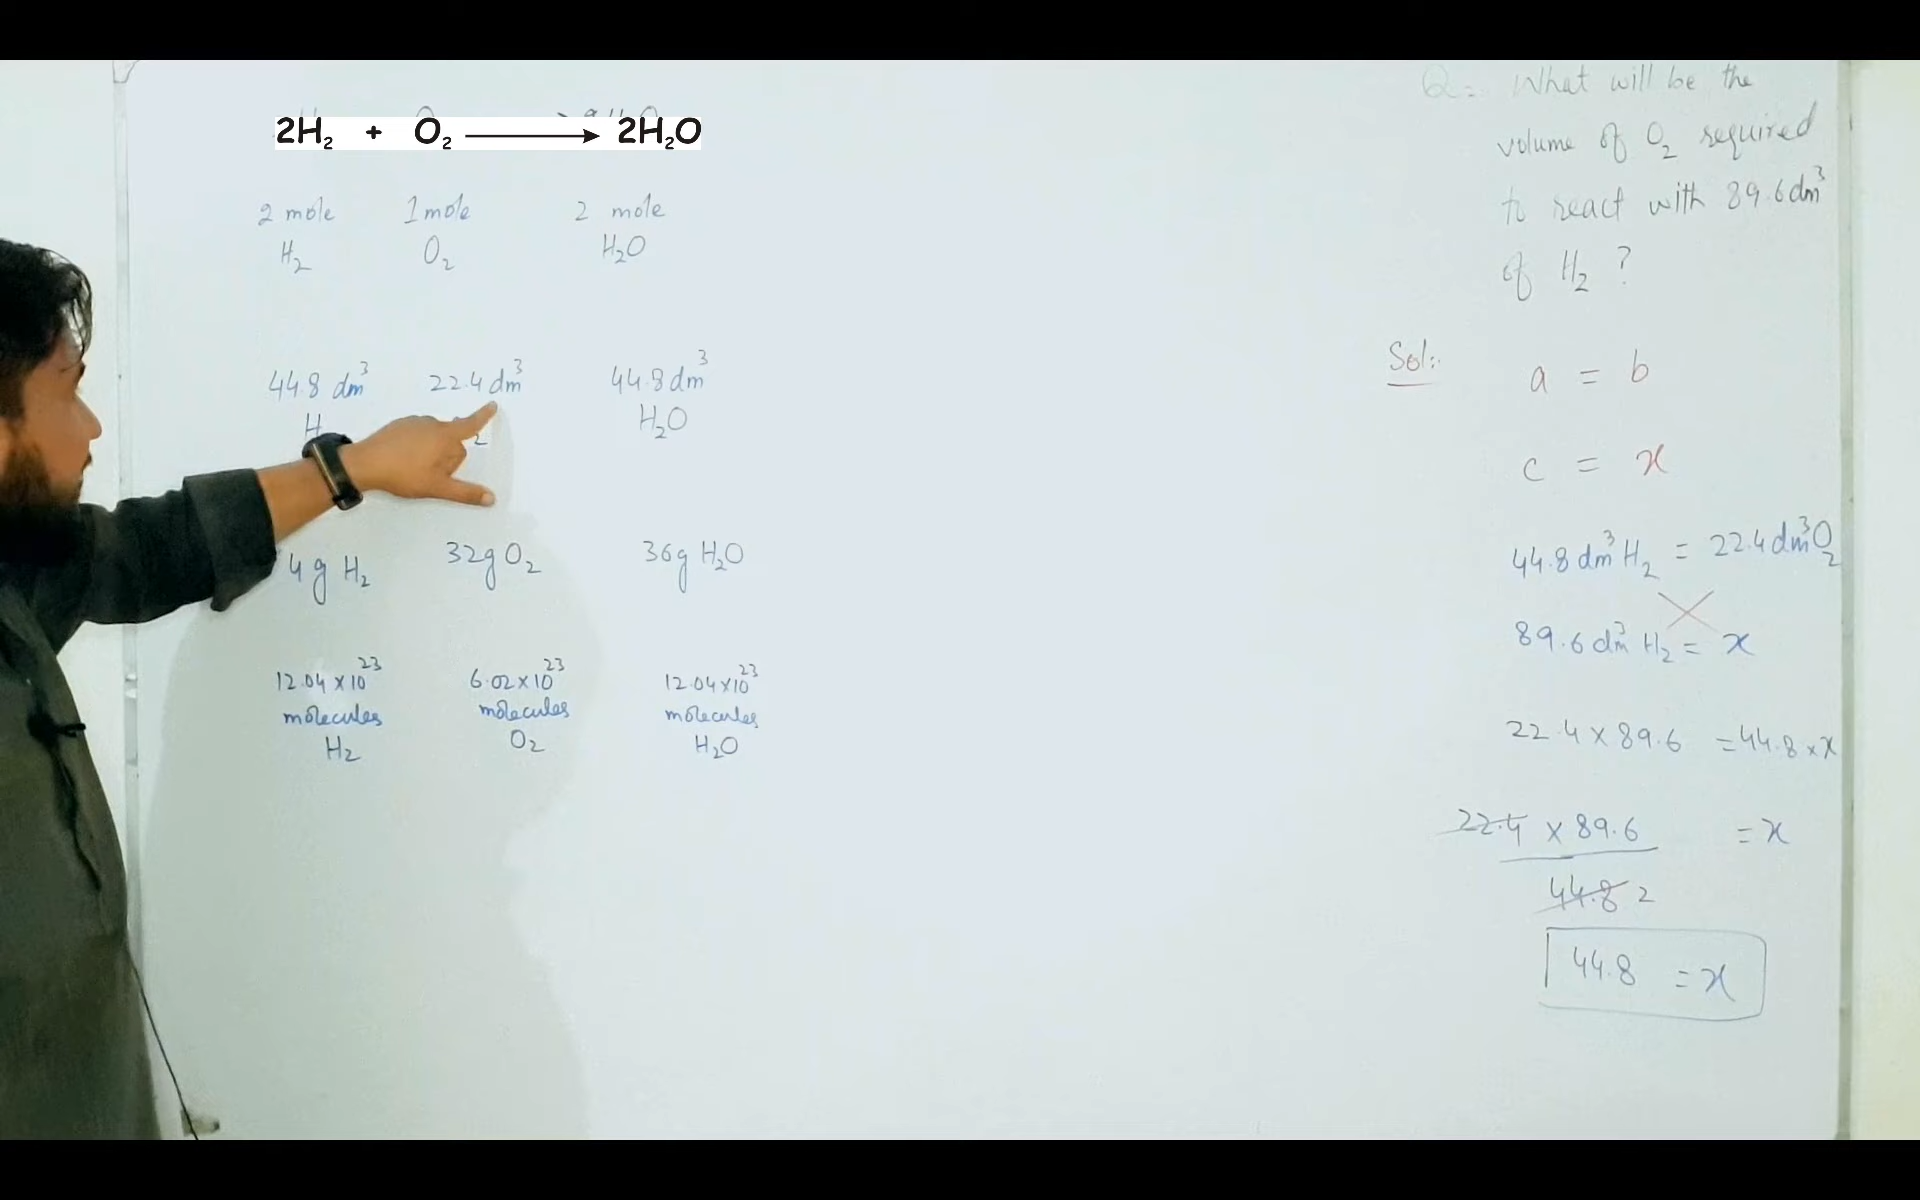 2H₂ + O₂ ⟶ 2H₂O
2 mole 1 mole 2 mole
H₂ O₂ H₂O
44.8 dm³ 22.4 dm³ 44.8 dm³
H 2 H₂O
4g H₂ 32g O₂ 36g H₂O
12.04 x 10²³ 6.02 x 10²³ 12.04 x 10²³
molecules molecules molecules
H₂ O₂ H₂O
Q= What will be the
volume of O₂ required
to react with 89.6 dm³
of H₂ ?
Sol:
a = b
c = x
44.8 dm³ H₂ = 22.4 dm³ O₂
89.6 dm³ H₂ = x
22.4 x 89.6 = 44.8 x x
22.4 x 89.6 = x
44.8 2
44.8 = x